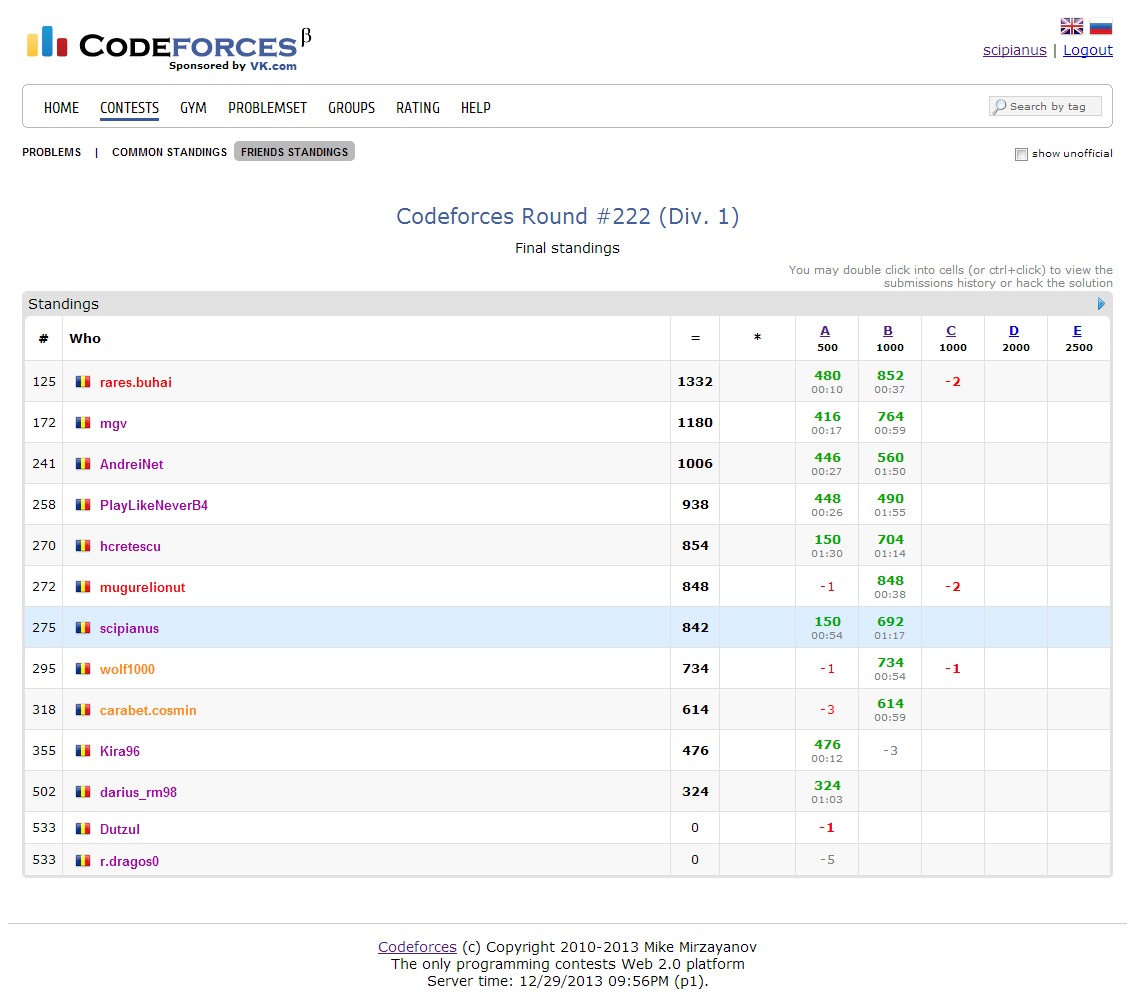 CODEFORCES β
Sponsored by VK.com
scipianus | Logout
HOME CONTESTS GYM PROBLEMSET GROUPS RATING HELP
Search by tag
PROBLEMS | COMMON STANDINGS FRIENDS STANDINGS
show unofficial
Codeforces Round #222 (Div. 1)
Final standings
You may double click into cells (or ctrl+click) to view the
submissions history or hack the solution
Standings
# Who = * A B C D E
500 1000 1000 2000 2500
125 rares.buhai 1332 480 852 -2
00:10 00:37
172 mgv 1180 416 764
00:17 00:59
241 AndreiNet 1006 446 560
00:27 01:50
258 PlayLikeNeverB4 938 448 490
00:26 01:55
270 hcretescu 854 150 704
01:30 01:14
272 mugurelionut 848 -1 848 -2
00:38
275 scipianus 842 150 692
00:54 01:17
295 wolf1000 734 -1 734 -1
00:54
318 carabet.cosmin 614 -3 614
00:59
355 Kira96 476 476 -3
00:12
502 darius_rm98 324 324
01:03
533 Dutzul 0 -1
533 r.dragos0 0 -5
Codeforces (c) Copyright 2010-2013 Mike Mirzayanov
The only programming contests Web 2.0 platform
Server time: 12/29/2013 09:56PM (p1).